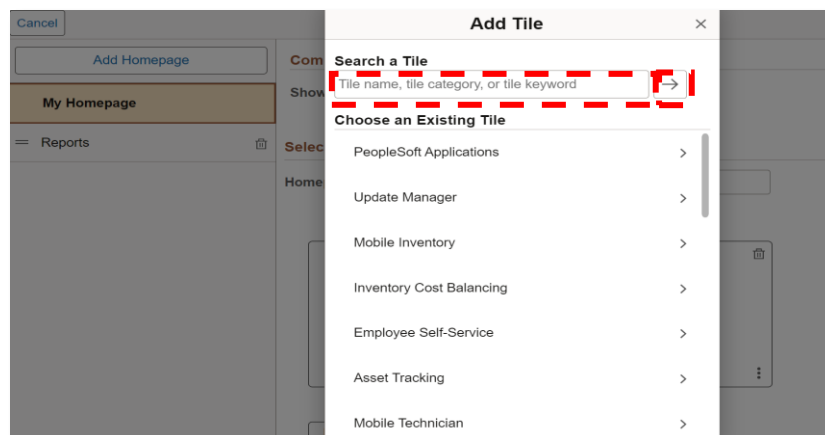 Cancel
Add Tile
Add Homepage
Com
Search a Tile
Tile name, tile category, or tile keyword
My Homepage
Show
Choose an Existing Tile
Reports
Selec
PeopleSoft Applications
Home
Update Manager
Mobile Inventory
Inventory Cost Balancing
Employee Self-Service
Asset Tracking
Mobile Technician